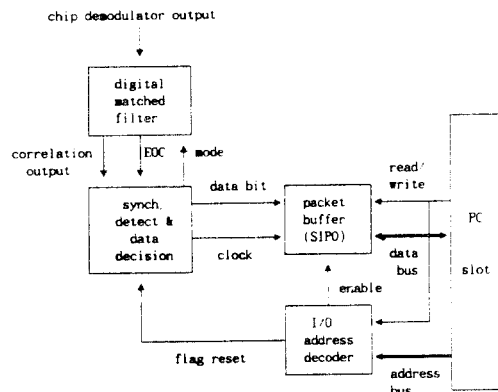 chip demodulator output
digital
matched
filter
correlation
output
EOC
mode
synch.
detect &
data
decision
data bit
clock
packet
buffer
(SIPO)
read/
write
data
bus
PC
slot
enable
I/O
address
decoder
flag reset
address
bus